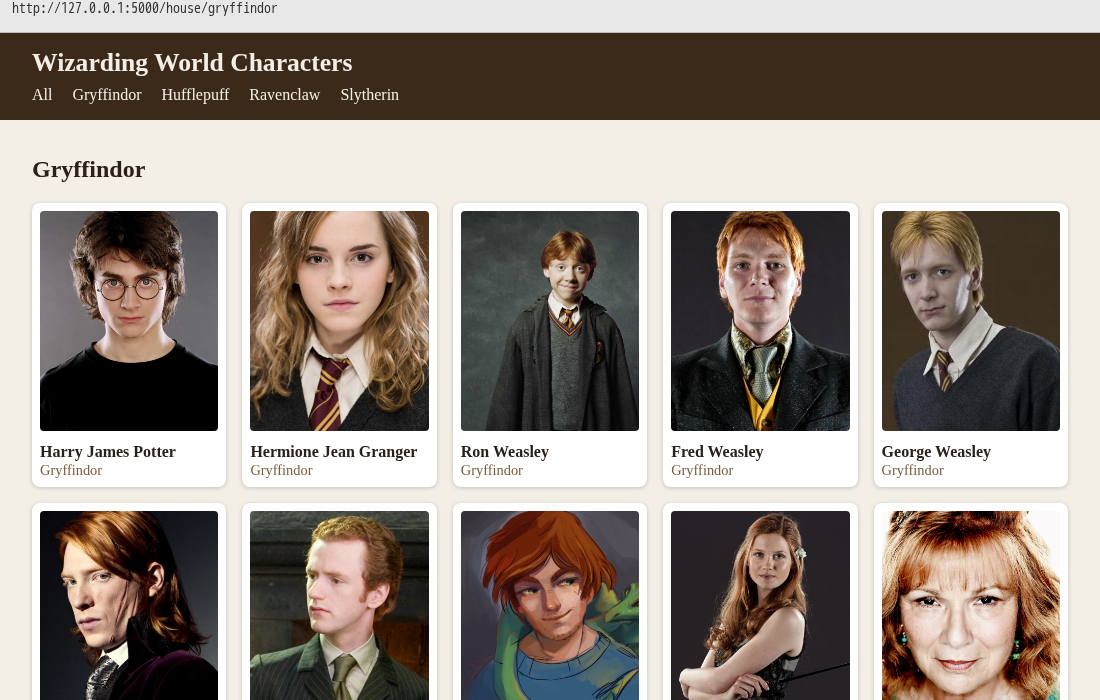 http://127.0.0.1:5000/house/gryffindor
Wizarding World Characters
All Gryffindor Hufflepuff Ravenclaw Slytherin
Gryffindor
Harry James Potter Hermione Jean Granger Ron Weasley Fred Weasley George Weasley
Gryffindor Gryffindor Gryffindor Gryffindor Gryffindor